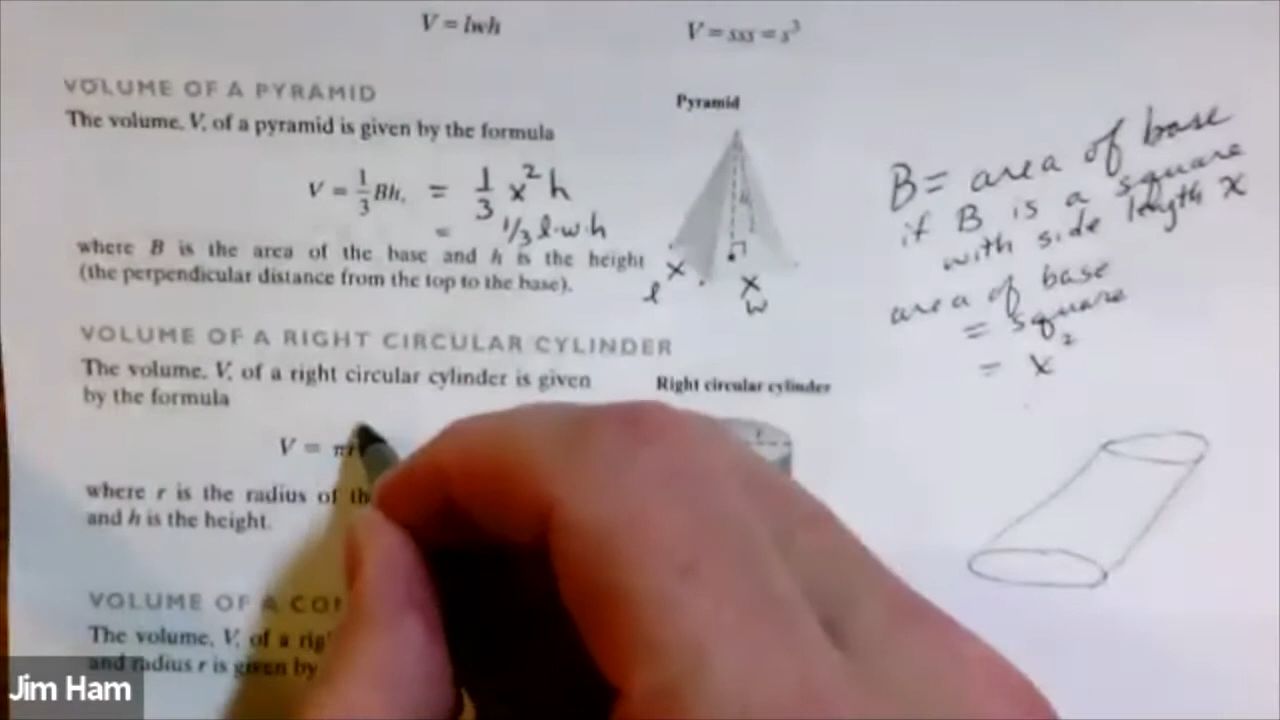 V = lwh
V = sss = s³
VOLUME OF A PYRAMID
The volume, V, of a pyramid is given by the formula
V = 1/3 Bh, = 1/3 x² h
= 1/3 l·w·h
where B is the area of the base and h is the height
(the perpendicular distance from the top to the base).
Pyramid
h
x
x
l
w
B = area of base
if B is a square
with side length x
area of base
= square
= x²
VOLUME OF A RIGHT CIRCULAR CYLINDER
The volume, V, of a right circular cylinder is given
by the formula
V = π
where r is the radius of
and h is the height.
Right circular cylinder
r
VOLUME OF A
The volume, V, of a
and radius r is given by
Jim Ham